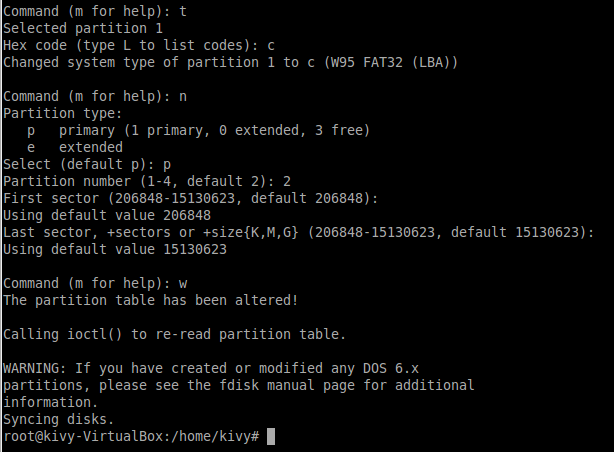 Command (m for help): t
Selected partition 1
Hex code (type L to list codes): c
Changed system type of partition 1 to c (W95 FAT32 (LBA))
Command (m for help): n
Partition type:
p   primary (1 primary, 0 extended, 3 free)
e   extended
Select (default p): p
Partition number (1-4, default 2): 2
First sector (206848-15130623, default 206848):
Using default value 206848
Last sector, +sectors or +size{K,M,G} (206848-15130623, default 15130623):
Using default value 15130623
Command (m for help): w
The partition table has been altered!
Calling ioctl() to re-read partition table.
WARNING: If you have created or modified any DOS 6.x
partitions, please see the fdisk manual page for additional
information.
Syncing disks.
root@kivy-VirtualBox:/home/kivy#